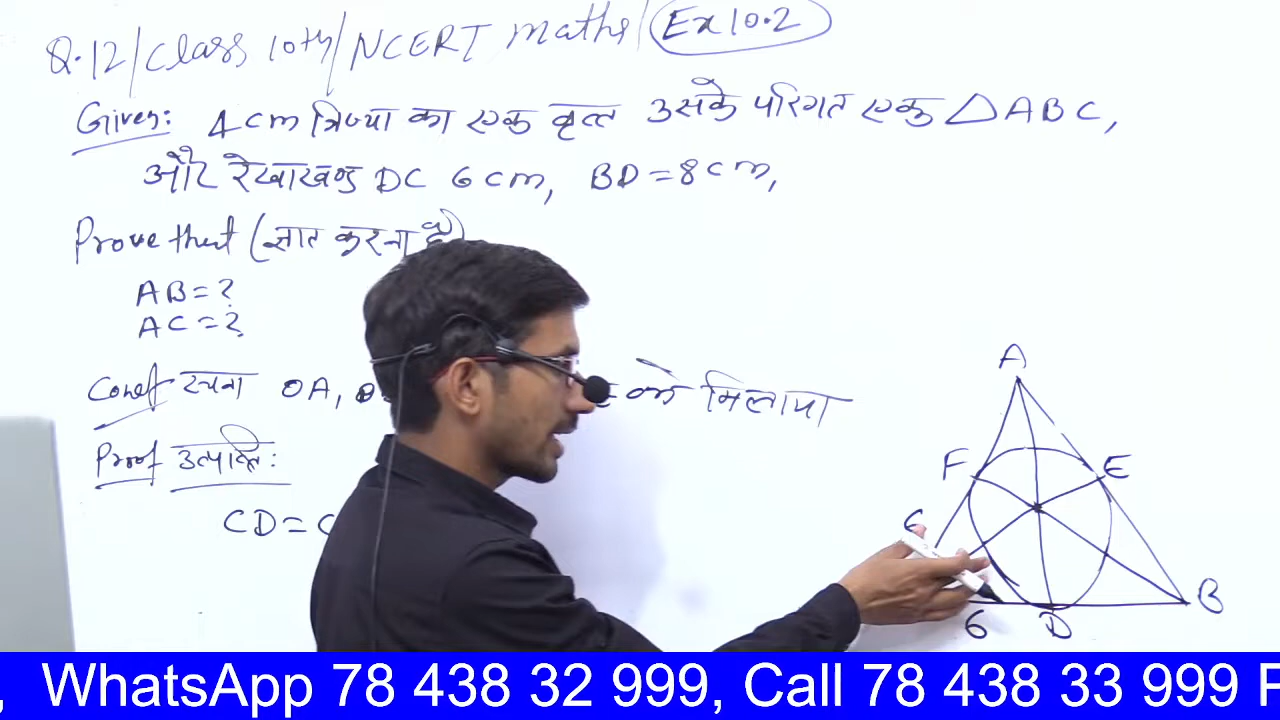 Q.12/Class 10th/NCERT Maths/Ex10.2
Given: 4cm त्रिज्या का एक वृत्त उसके परिगत एक △ABC,
और रेखाखण्ड DC 6cm, BD=8cm,
Prove that (ज्ञात करना है)
AB=?
AC=?
Const रचना OA, को मिलाया
Proof उत्पत्ति:
CD=C
A
F
E
6
B
6
D
WhatsApp 78 438 32 999, Call 78 438 33 999